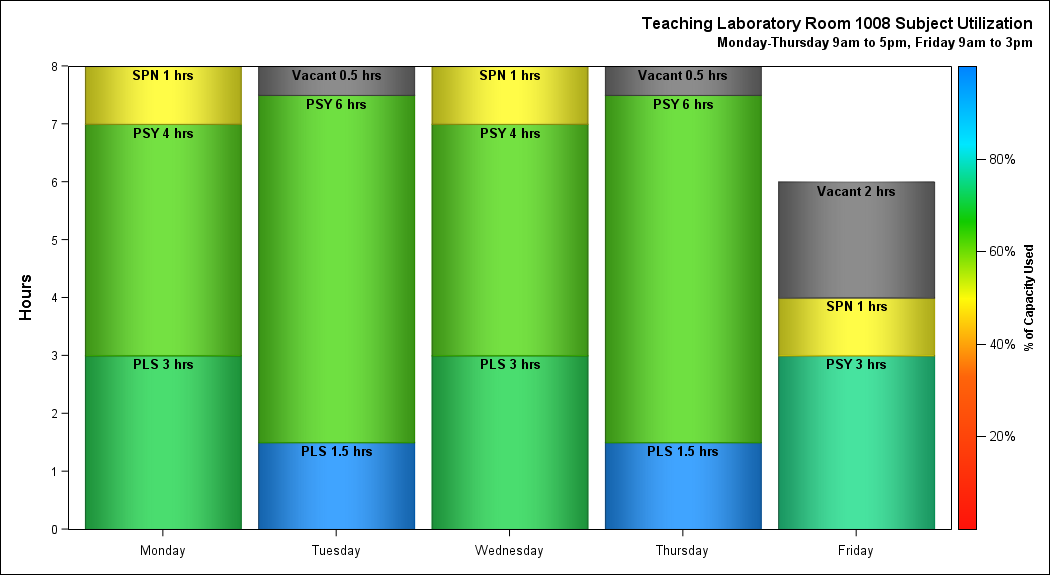 Teaching Laboratory Room 1008 Subject Utilization
Monday-Thursday 9am to 5pm, Friday 9am to 3pm
Hours
8
7
6
5
4
3
2
1
0
SPN 1 hrs
PSY 4 hrs
PLS 3 hrs
Vacant 0.5 hrs
PSY 6 hrs
PLS 1.5 hrs
SPN 1 hrs
PSY 4 hrs
PLS 3 hrs
Vacant 0.5 hrs
PSY 6 hrs
PLS 1.5 hrs
Vacant 2 hrs
SPN 1 hrs
PSY 3 hrs
Monday
Tuesday
Wednesday
Thursday
Friday
80%
60%
40%
20%
% of Capacity Used